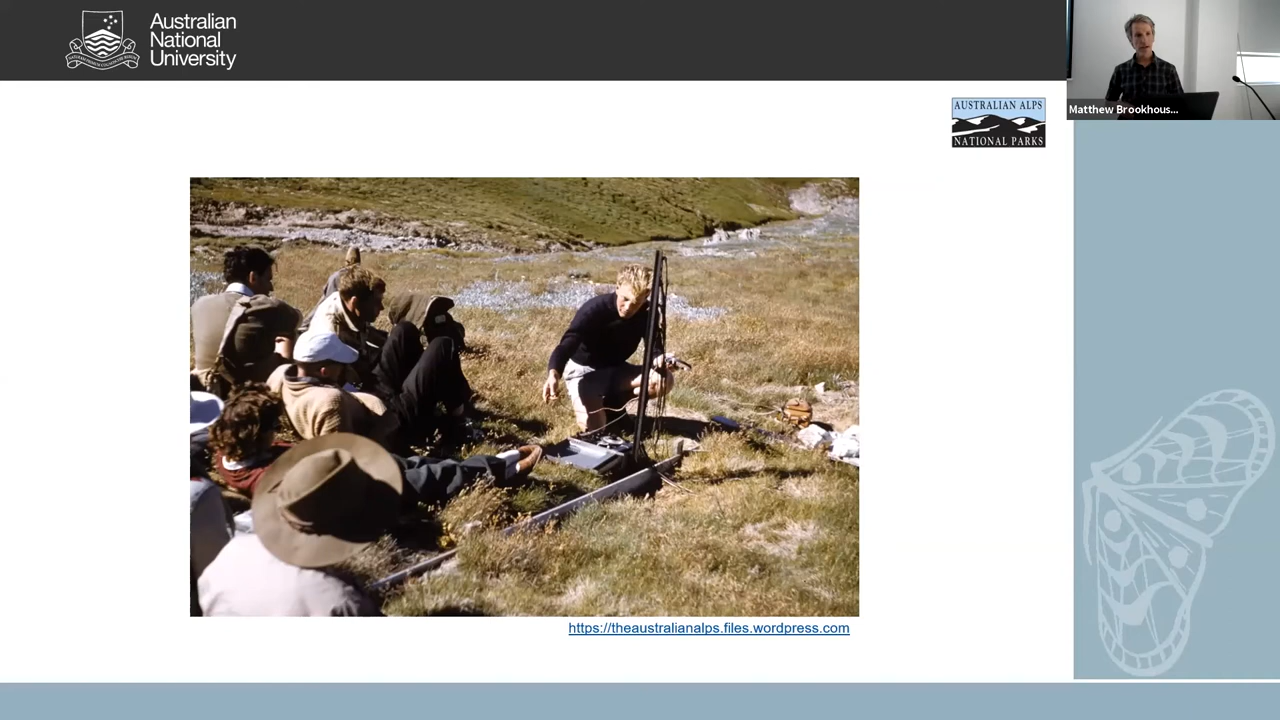 Australian
National
University
Matthew Brookhous...
AUSTRALIAN ALPS
NATIONAL PARKS
https://theaustralianalps.files.wordpress.com